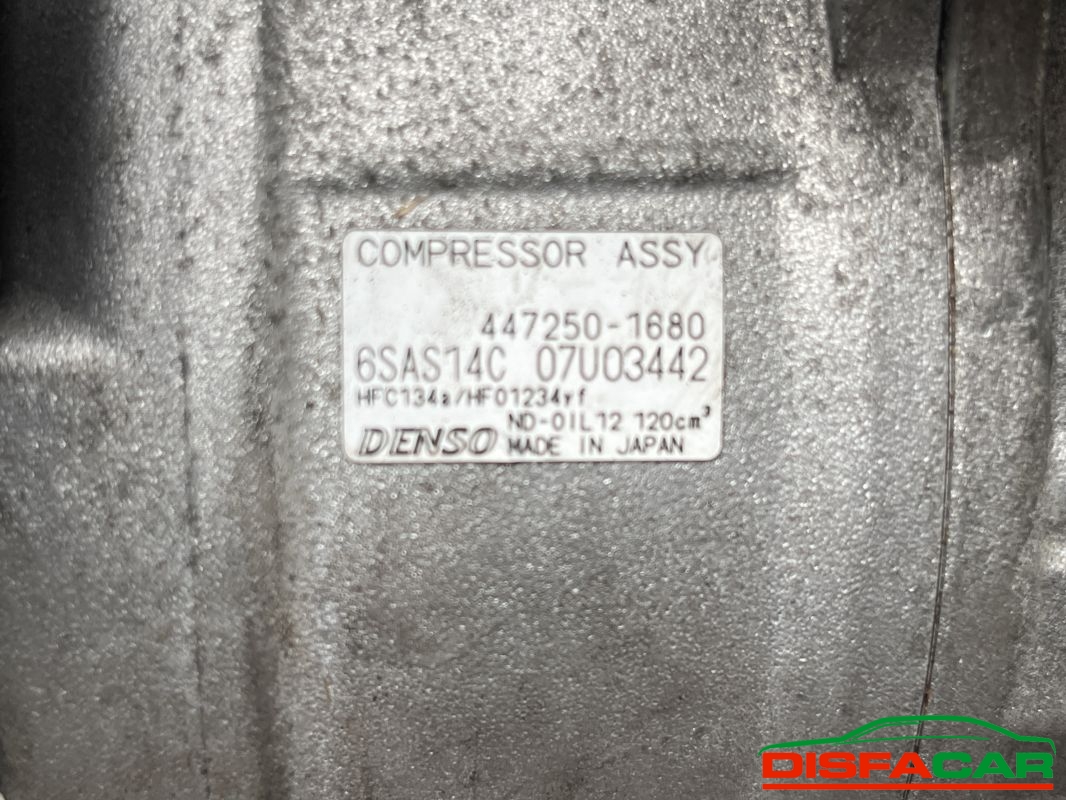 COMPRESSOR ASSY
447250-1680
6SAS14C 07U03442
HFC134a/HFO1234yf
ND-OIL12 120cm³
DENSO MADE IN JAPAN
DISFACAR